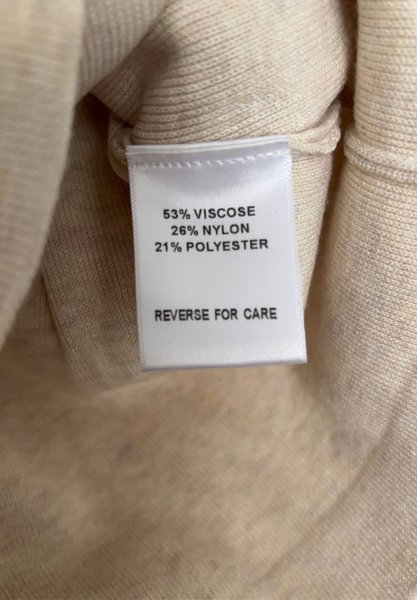 53% VISCOSE
26% NYLON
21% POLYESTER
REVERSE FOR CARE